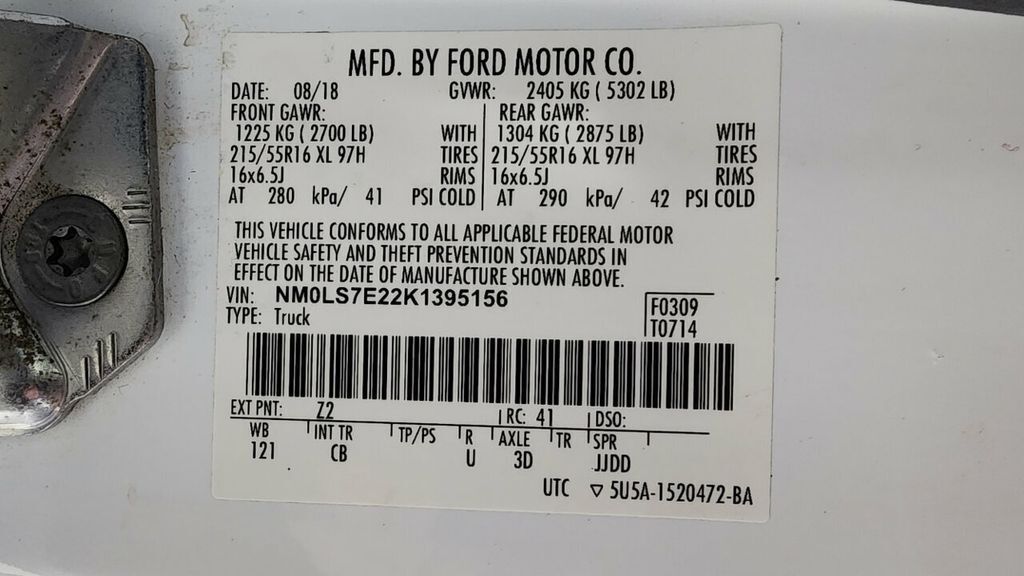 MFD. BY FORD MOTOR CO.
DATE: 08/18 GVWR: 2405 KG ( 5302 LB)
FRONT GAWR: REAR GAWR:
1225 KG ( 2700 LB) WITH 1304 KG ( 2875 LB) WITH
215/55R16 XL 97H TIRES 215/55R16 XL 97H TIRES
16x6.5J RIMS 16x6.5J RIMS
AT 280 kPa/ 41 PSI COLD AT 290 kPa/ 42 PSI COLD
THIS VEHICLE CONFORMS TO ALL APPLICABLE FEDERAL MOTOR
VEHICLE SAFETY AND THEFT PREVENTION STANDARDS IN
EFFECT ON THE DATE OF MANUFACTURE SHOWN ABOVE.
VIN: NM0LS7E22K1395156 F0309
TYPE: Truck T0714
EXT PNT: Z2 RC: 41 DSO:
WB INT TR TP/PS R AXLE TR SPR
121 CB U 3D JJDD
UTC ▽ 5U5A-1520472-BA